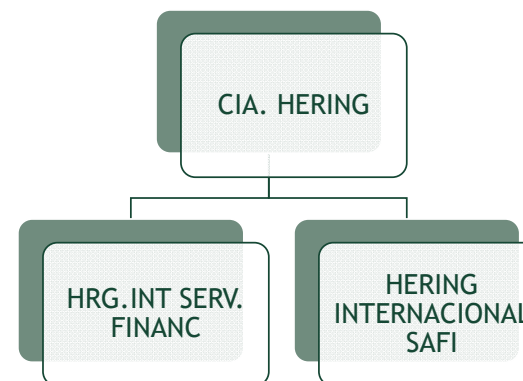 CIA. HERING
HRG.INT SERV.
FINANC
HERING
INTERNACIONAL
SAFI